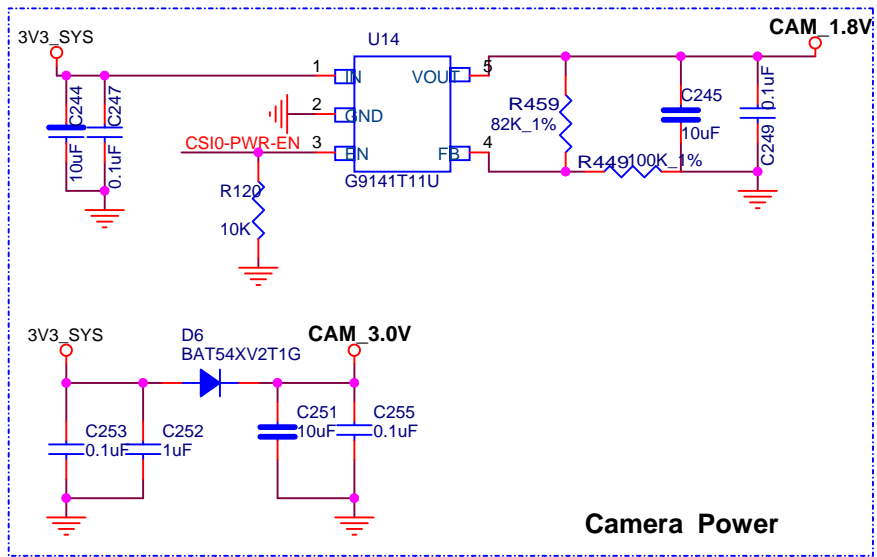 3V3_SYS
U14
CAM_1.8V
1
IN
VOUT
5
C244
10uF
C247
0.1uF
2
GND
CSI0-PWR-EN
3
EN
FB
4
G9141T11U
R459
82K_1%
C245
10uF
C249
0.1uF
R449
100K_1%
R120
10K
3V3_SYS
D6
BAT54XV2T1G
CAM_3.0V
C253
0.1uF
C252
1uF
C251
10uF
C255
0.1uF
Camera Power